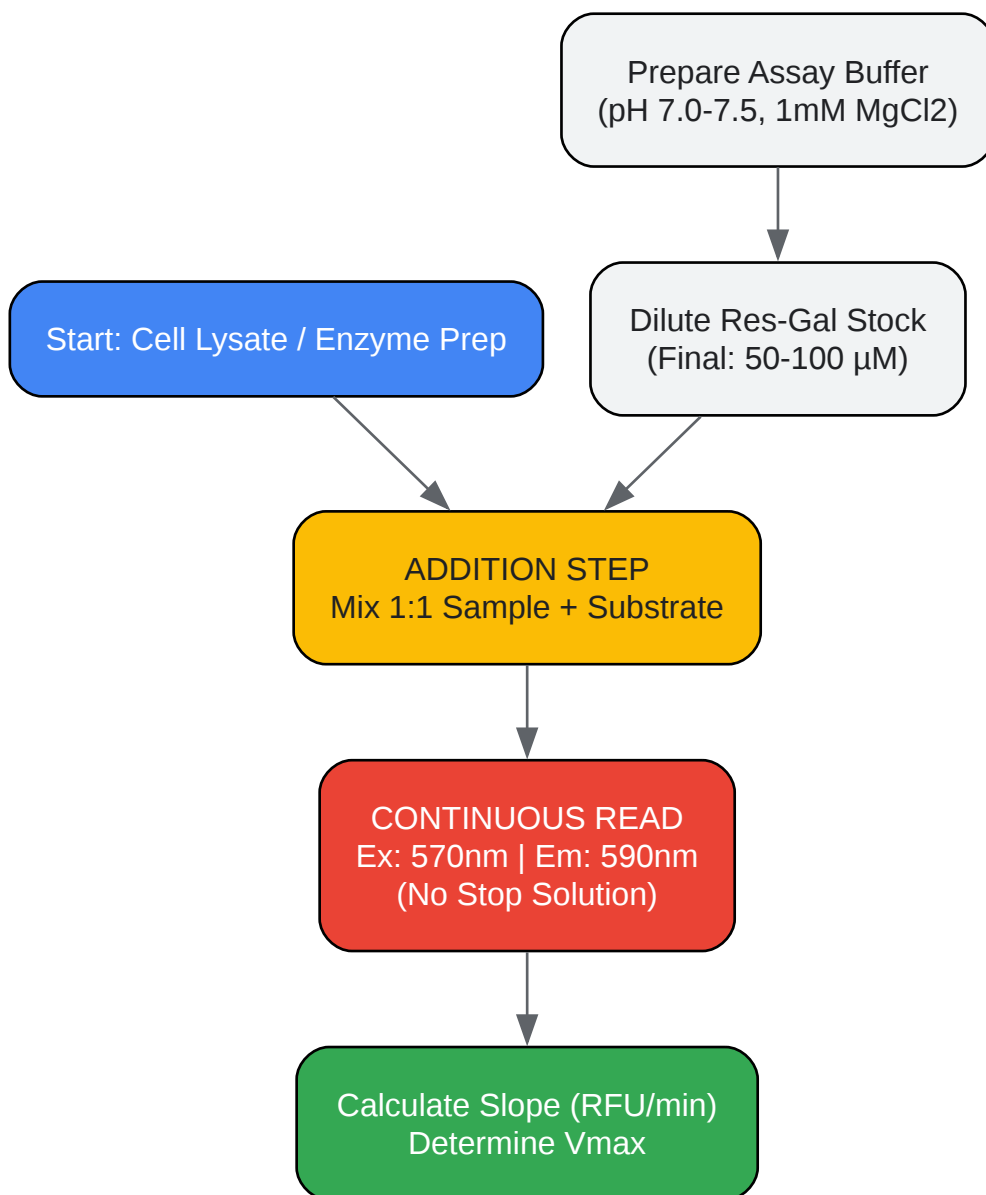 Prepare Assay Buffer
(pH 7.0-7.5, 1mM MgCl2)
Start: Cell Lysate / Enzyme Prep
Dilute Res-Gal Stock
(Final: 50-100 µM)
ADDITION STEP
Mix 1:1 Sample + Substrate
CONTINUOUS READ
Ex: 570nm | Em: 590nm
(No Stop Solution)
Calculate Slope (RFU/min)
Determine Vmax